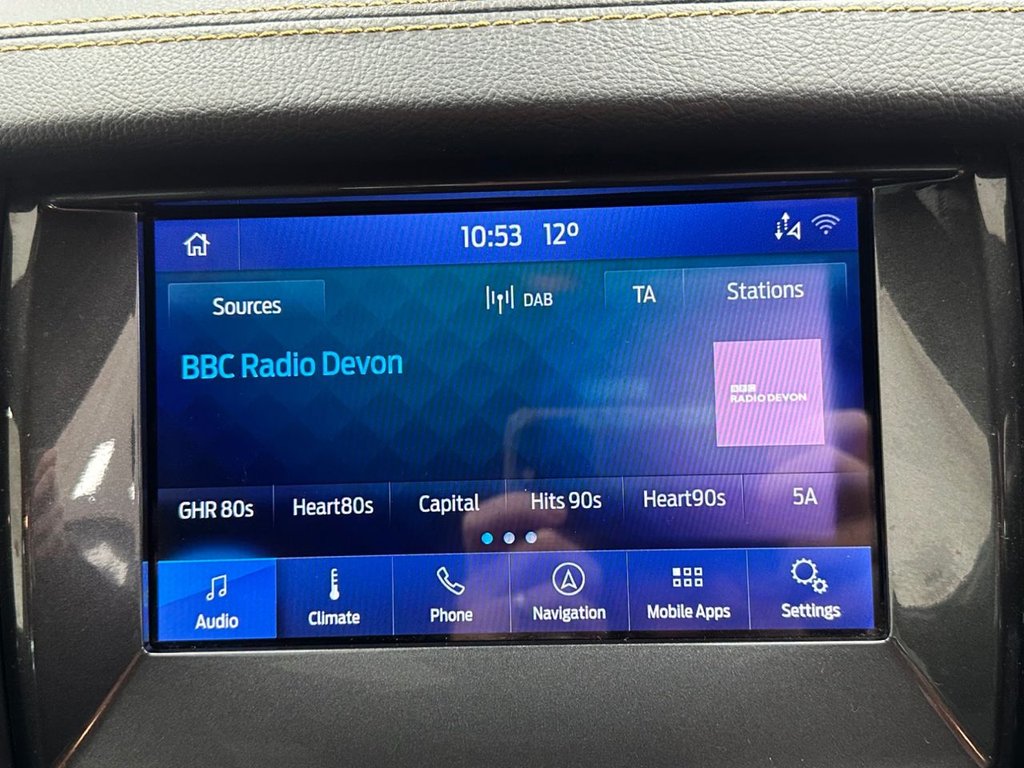 10:53 12º
Sources DAB TA Stations
BBC Radio Devon
BBC
RADIO DEVON
GHR 80s Heart80s Capital Hits 90s Heart90s 5A
Audio Climate Phone Navigation Mobile Apps Settings